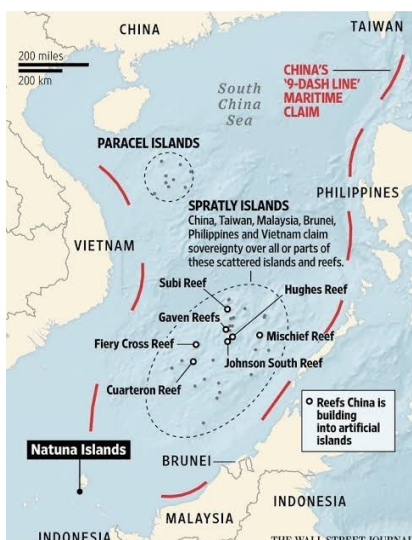 CHINA
TAIWAN
200 miles
200 km
South
China
Sea
CHINA'S
'9-DASH LINE'
MARITIME
CLAIM
PARACEL ISLANDS
PHILIPPINES
SPRATLY ISLANDS
China, Taiwan, Malaysia, Brunei,
Philippines and Vietnam claim
sovereignty over all or parts of
these scattered islands and reefs.
VIETNAM
Subi Reef
Hughes Reef
Gaven Reefs
Mischief Reef
Fiery Cross Reef
Johnson South Reef
Cuarteron Reef
Reefs China is
building
into artificial
islands
Natuna Islands
BRUNEI
INDONESIA
MALAYSIA
INDONESIA
THE WALL STREET JOURNAL